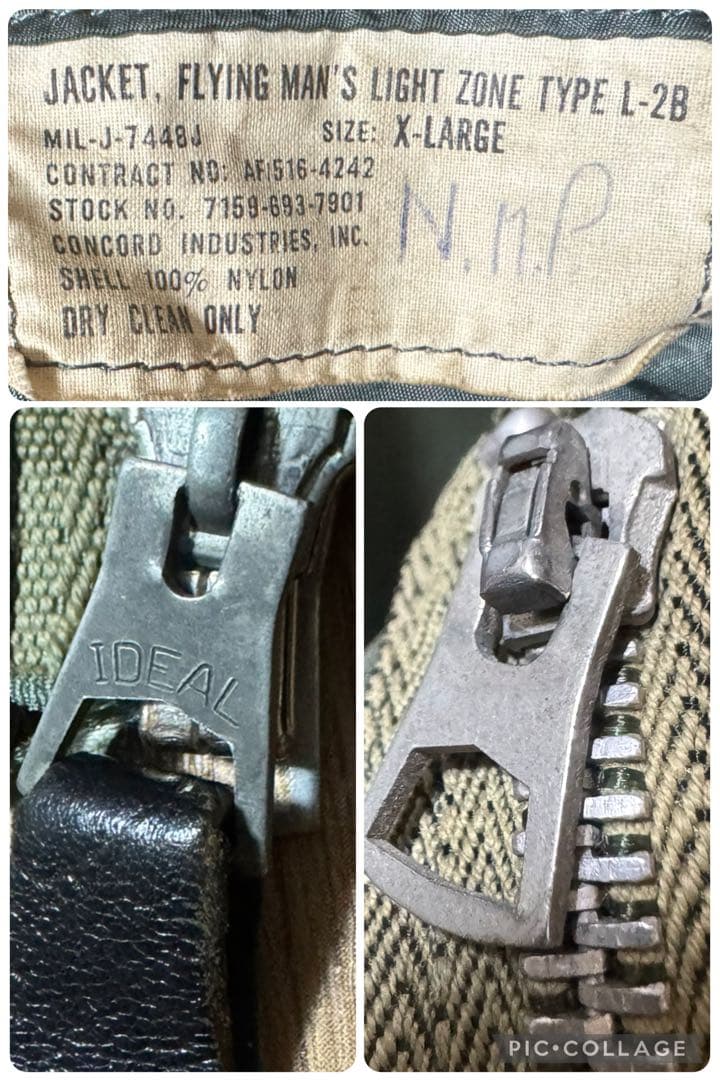 JACKET, FLYING MAN'S LIGHT ZONE TYPE L-2B
MIL-J-7448J SIZE: X-LARGE
CONTRACT NO: AF1516-4242
STOCK NO. 7159-693-7901
CONCORD INDUSTRIES, INC.
SHELL 100% NYLON
DRY CLEAN ONLY
N.M.P
IDEAL
PIC•COLLAGE